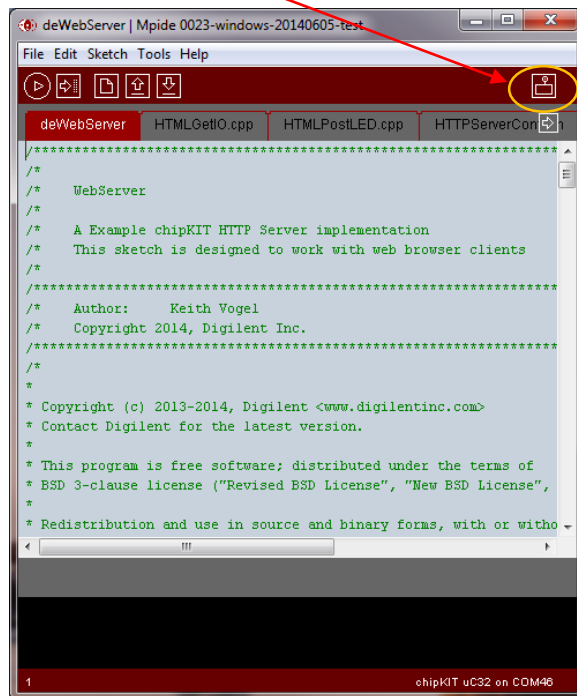 deWebServer | Mpide 0023-windows-20140605-test
File Edit Sketch Tools Help
deWebServer HTMLGetIO.cpp HTMLPostLED.cpp HTTPServerCon
/******************************************************************
/*
/* WebServer
/*
/* A Example chipKIT HTTP Server implementation
/* This sketch is designed to work with web browser clients
/*
/******************************************************************
/* Author: Keith Vogel
/* Copyright 2014, Digilent Inc.
/******************************************************************
/*
*
* Copyright (c) 2013-2014, Digilent <www.digilentinc.com>
* Contact Digilent for the latest version.
*
* This program is free software; distributed under the terms of
* BSD 3-clause license ("Revised BSD License", "New BSD License",
*
* Redistribution and use in source and binary forms, with or witho
1 chipKIT uC32 on COM46